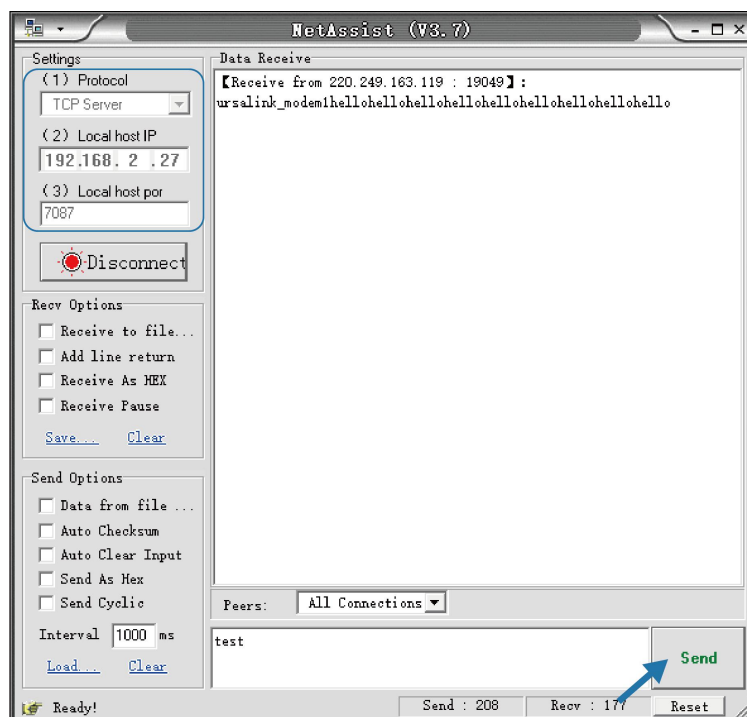 NetAssist (V3.7)
Settings
(1) Protocol
TCP Server
(2) Local host IP
192.168. 2 .27
(3) Local host por
7087
Disconnect
Recv Options
Receive to file...
Add line return
Receive As HEX
Receive Pause
Save... Clear
Send Options
Data from file ...
Auto Checksum
Auto Clear Input
Send As Hex
Send Cyclic
Interval 1000 ms
Load... Clear
Data Receive
【Receive from 220.249.163.119 : 19049】:
ursalink_modem1hellohellohellohellohellohellohellohellohello
Peers: All Connections
test
Send
Ready!
Send : 208 Recv : 177 Reset